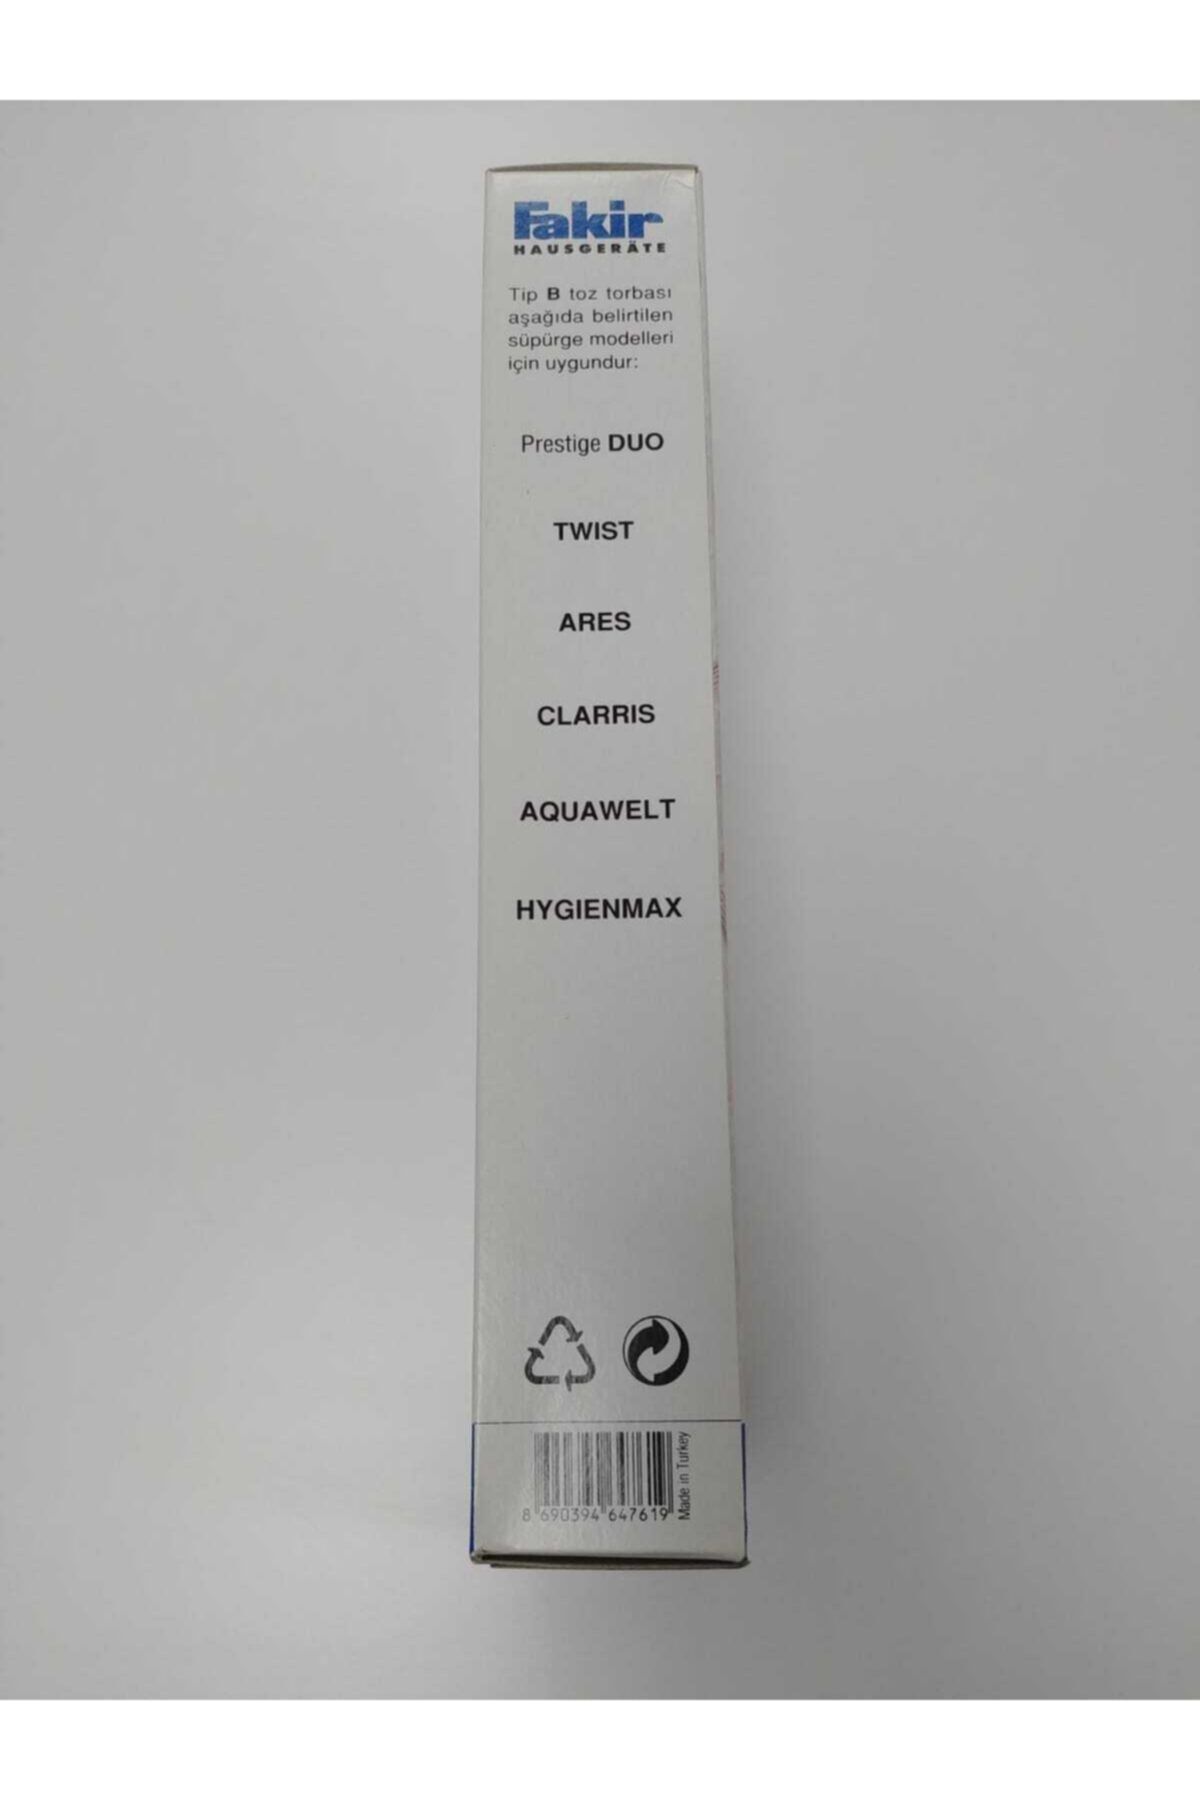 Fakir
HAUSGERÄTE
Tip B toz torbası
aşağıda belirtilen
süpürge modelleri
için uygundur:
Prestige DUO
TWIST
ARES
CLARRIS
AQUAWELT
HYGIENMAX
Made in Turkey
8 690394 647619